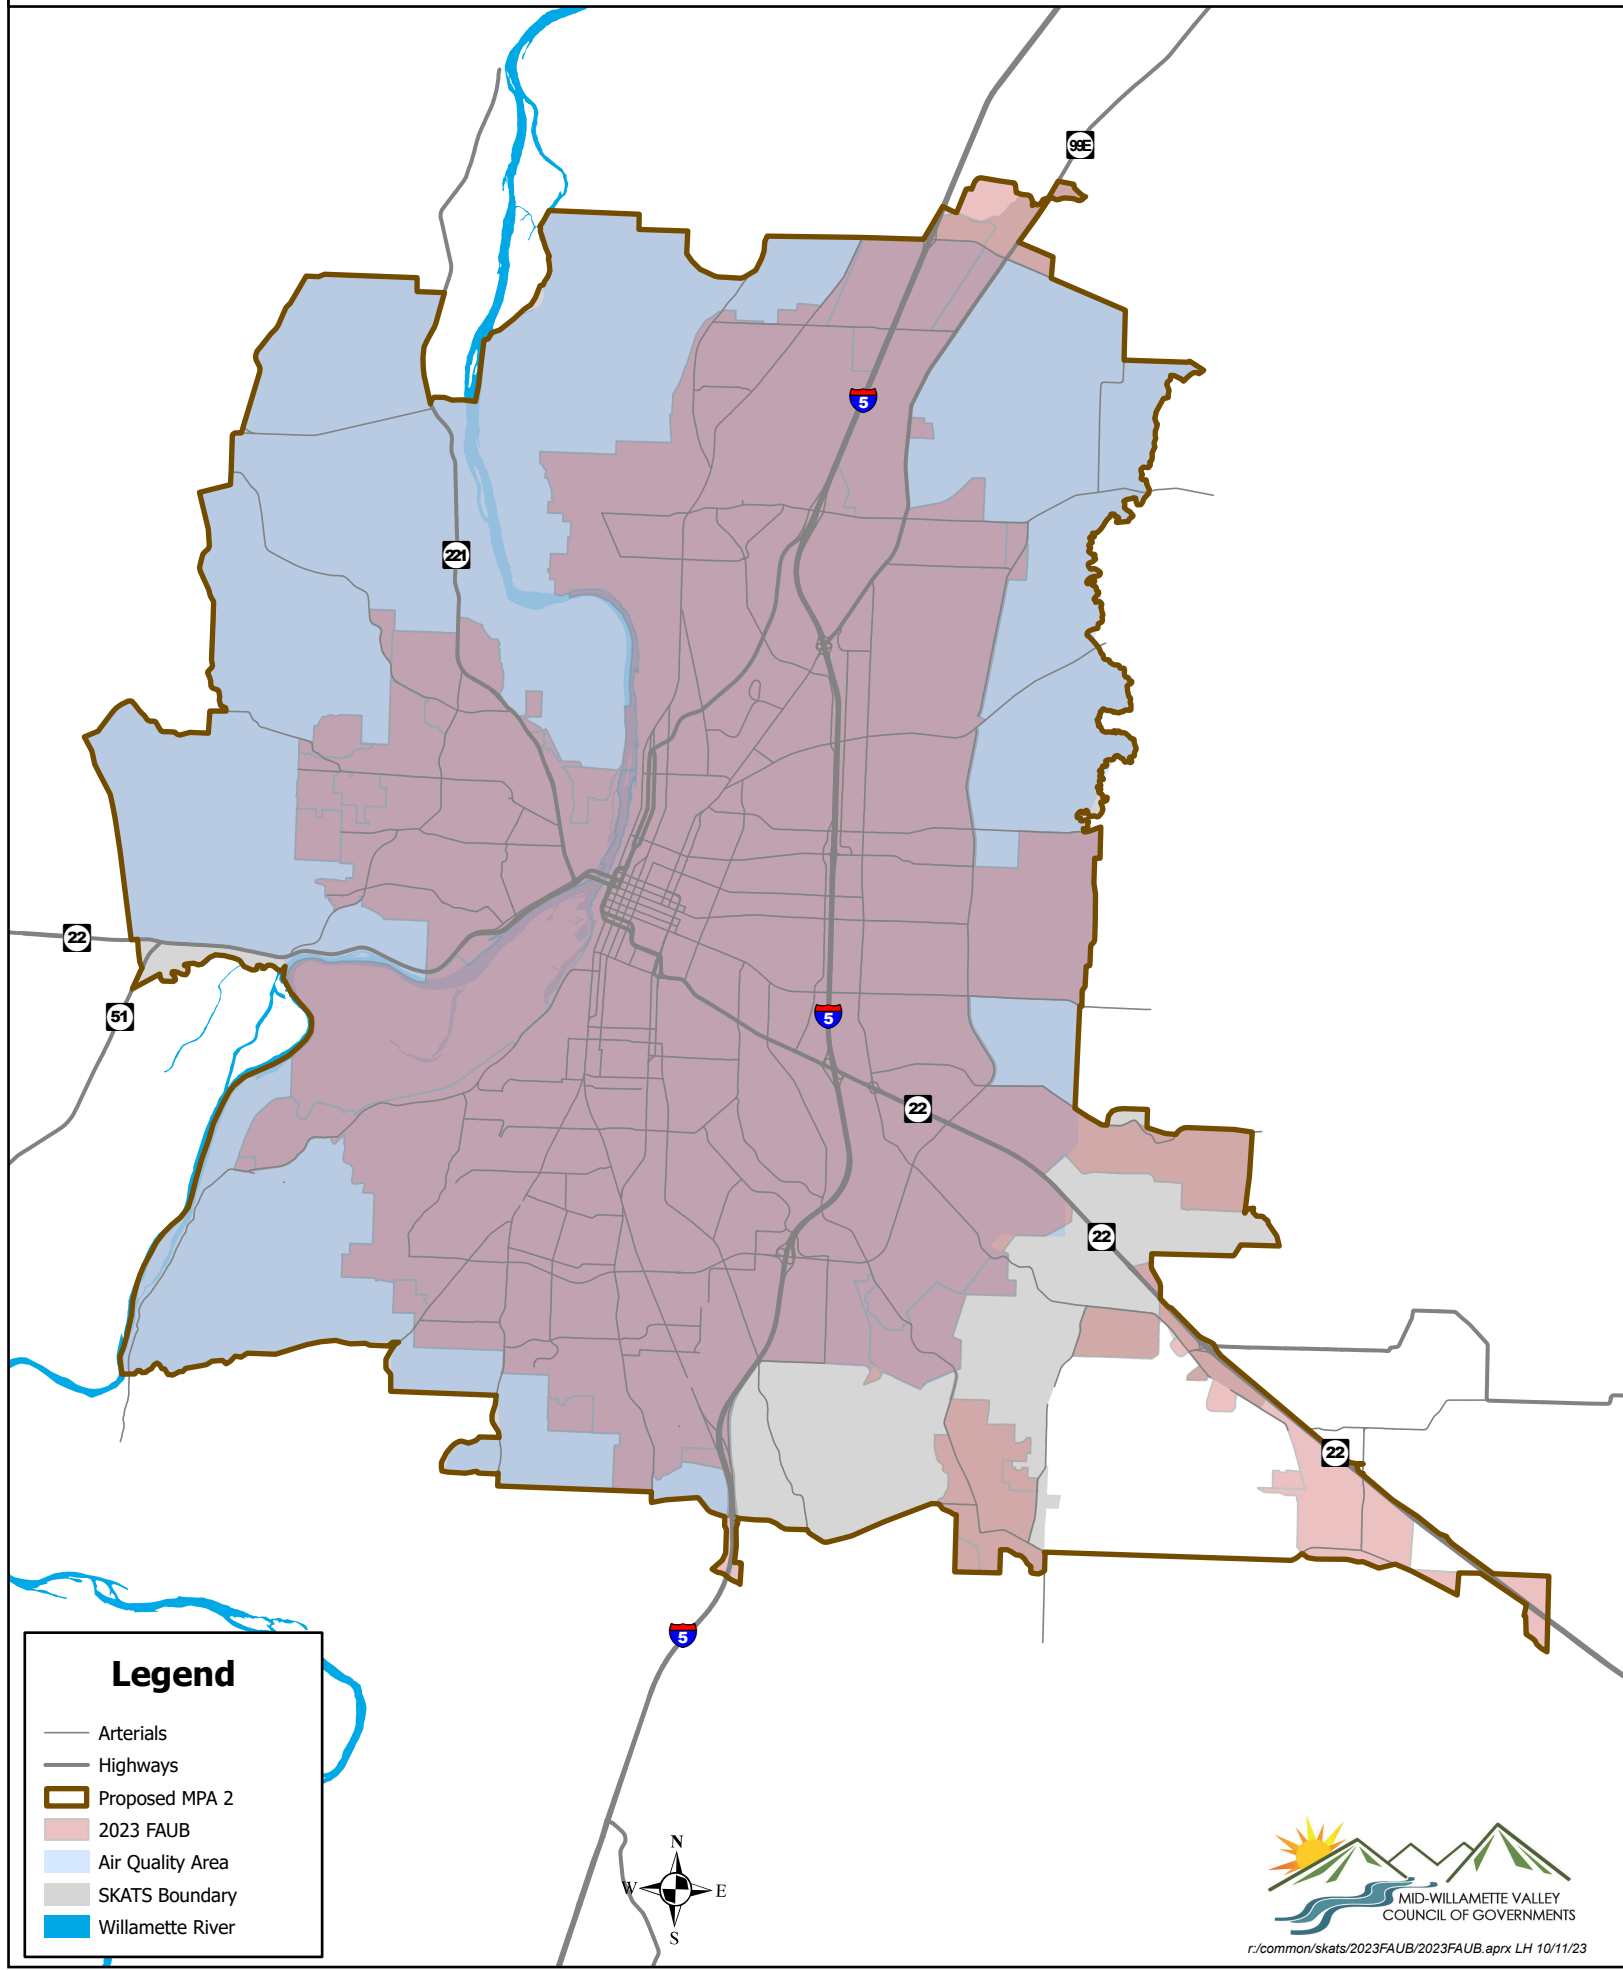 99E
5
221
22
51
5
22
22
22
5
Legend
Arterials
Highways
Proposed MPA 2
2023 FAUB
Air Quality Area
SKATS Boundary
Willamette River
N
W
E
S
MID-WILLAMETTE VALLEY
COUNCIL OF GOVERNMENTS
r:/common/skats/2023FAUB/2023FAUB.aprx LH 10/11/23